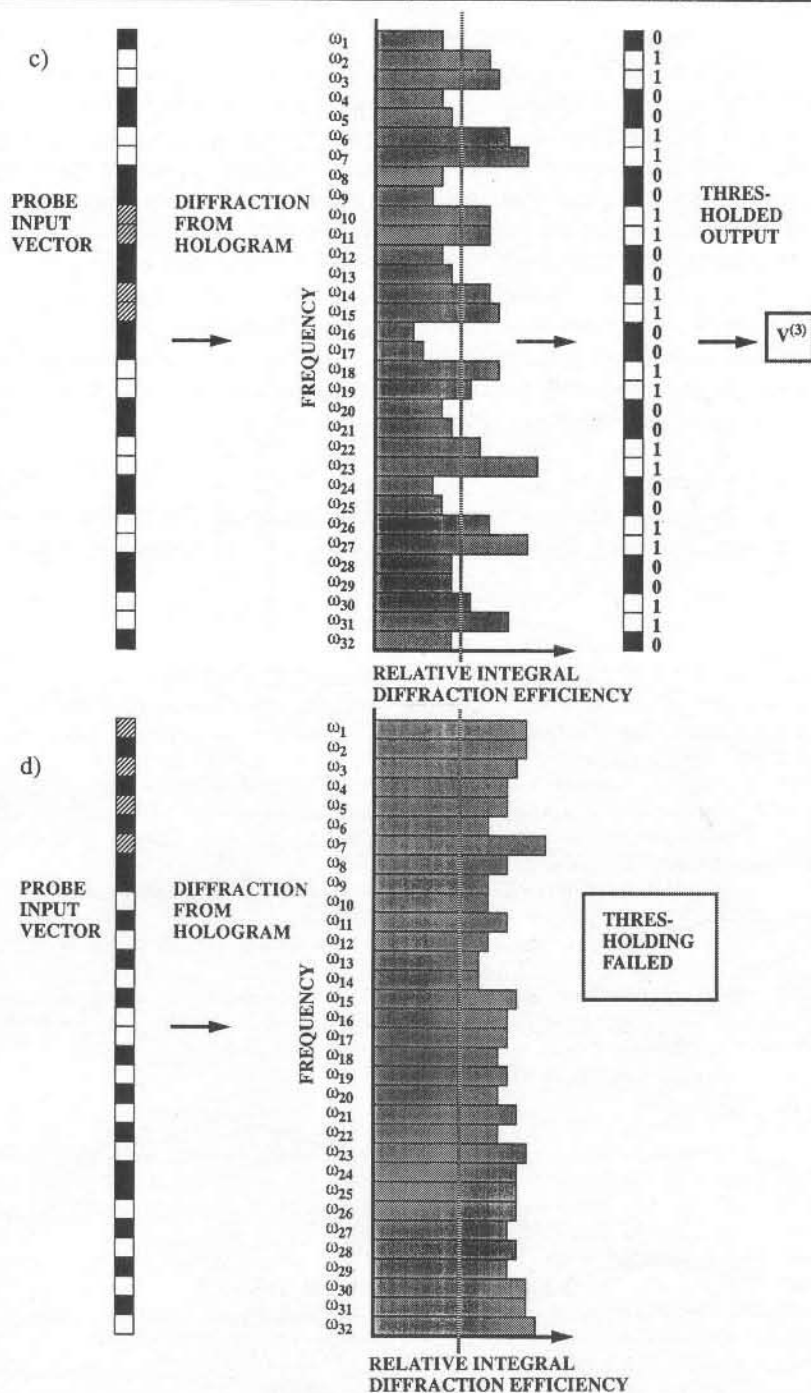 c)
PROBE
INPUT
VECTOR
DIFFRACTION
FROM
HOLOGRAM
FREQUENCY
ω1
ω2
ω3
ω4
ω5
ω6
ω7
ω8
ω9
ω10
ω11
ω12
ω13
ω14
ω15
ω16
ω17
ω18
ω19
ω20
ω21
ω22
ω23
ω24
ω25
ω26
ω27
ω28
ω29
ω30
ω31
ω32
RELATIVE INTEGRAL
DIFFRACTION EFFICIENCY
0
1
1
0
0
1
1
0
0
1
1
0
0
1
1
0
0
1
1
0
0
1
1
0
0
1
1
0
0
1
1
0
THRES-
HOLDED
OUTPUT
V(3)
d)
PROBE
INPUT
VECTOR
DIFFRACTION
FROM
HOLOGRAM
FREQUENCY
ω1
ω2
ω3
ω4
ω5
ω6
ω7
ω8
ω9
ω10
ω11
ω12
ω13
ω14
ω15
ω16
ω17
ω18
ω19
ω20
ω21
ω22
ω23
ω24
ω25
ω26
ω27
ω28
ω29
ω30
ω31
ω32
RELATIVE INTEGRAL
DIFFRACTION EFFICIENCY
THRES-
HOLDING
FAILED